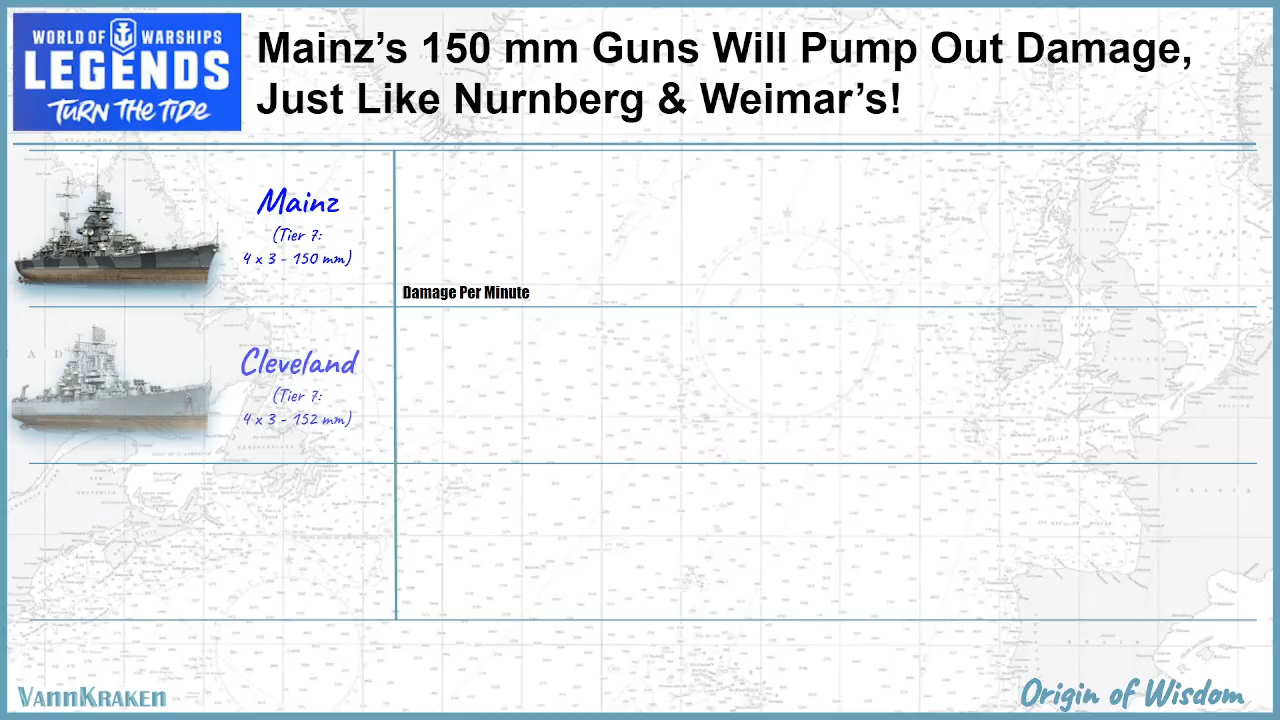 WORLD OF WARSHIPS
LEGENDS
TURN THE TIDE
Mainz’s 150 mm Guns Will Pump Out Damage,
Just Like Nurnberg & Weimar’s!
Mainz
(Tier 7:
4 x 3 - 150 mm)
Damage Per Minute
Cleveland
(Tier 7:
4 x 3 - 152 mm)
VannKraken
Origin of Wisdom